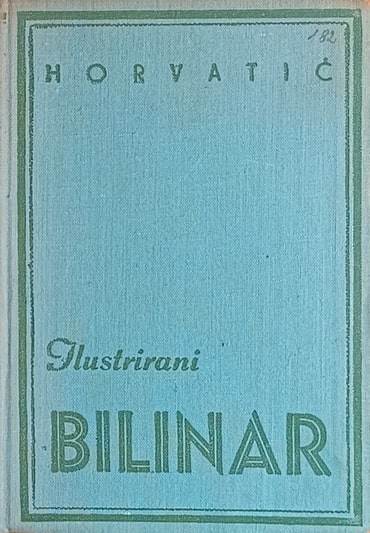 182
HORVATIĆ
Ilustrirani
BILINAR